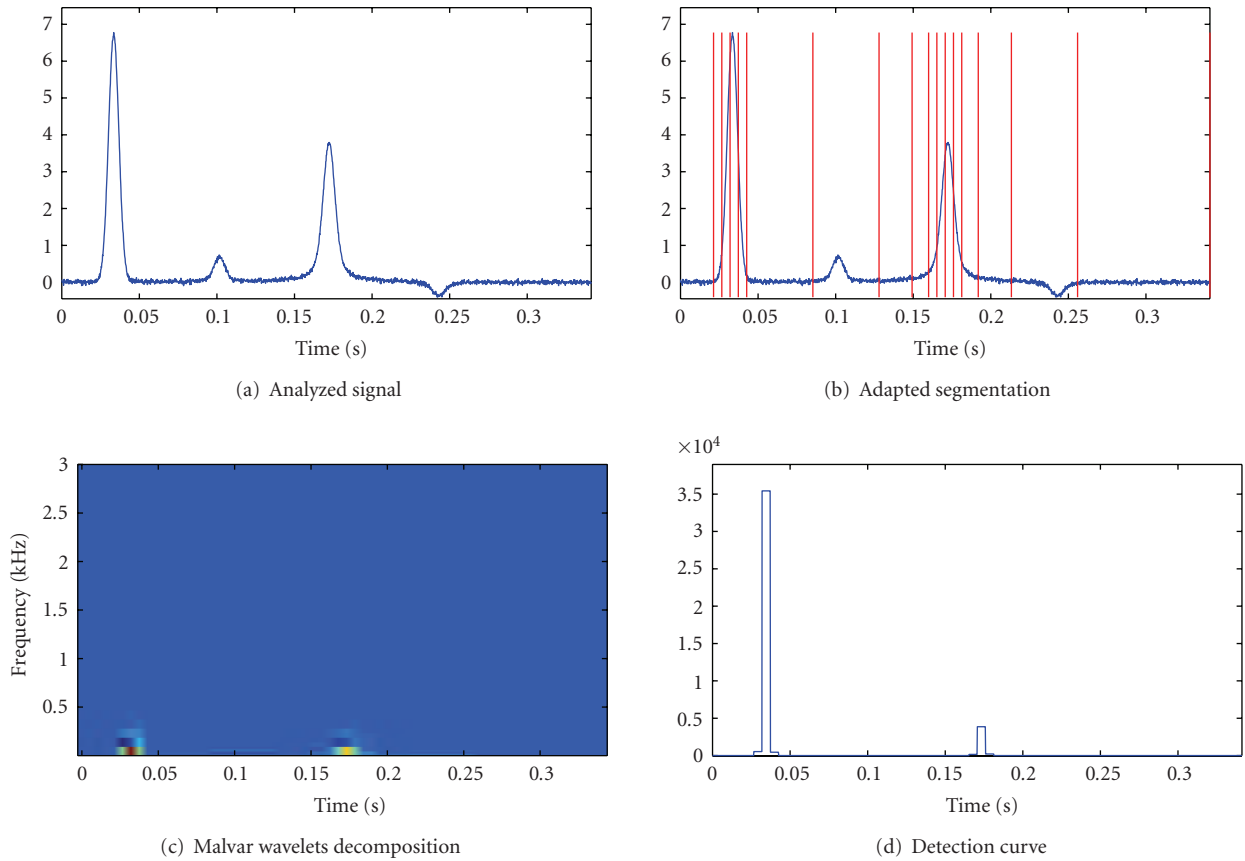 7
6
5
4
3
2
1
0
0 0.05 0.1 0.15 0.2 0.25 0.3
Time (s)
(a) Analyzed signal
7
6
5
4
3
2
1
0
0 0.05 0.1 0.15 0.2 0.25 0.3
Time (s)
(b) Adapted segmentation
Frequency (kHz)
3
2.5
2
1.5
1
0.5
0 0.05 0.1 0.15 0.2 0.25 0.3
Time (s)
(c) Malvar wavelets decomposition
×10⁴
3.5
3
2.5
2
1.5
1
0.5
0
0 0.05 0.1 0.15 0.2 0.25 0.3
Time (s)
(d) Detection curve